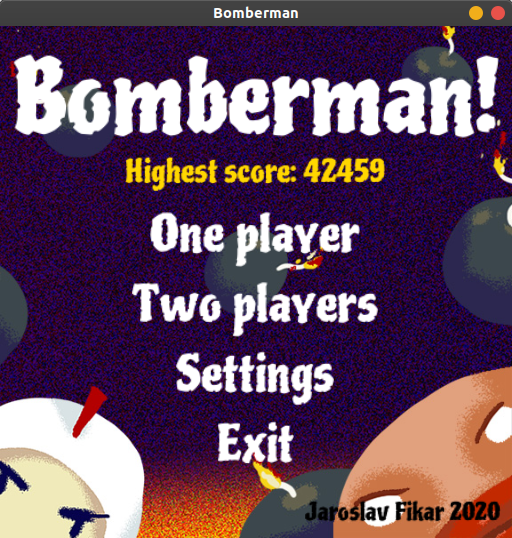 Bomberman
Bomberman!
Highest score: 42459
One player
Two players
Settings
Exit
Jaroslav Fikar 2020